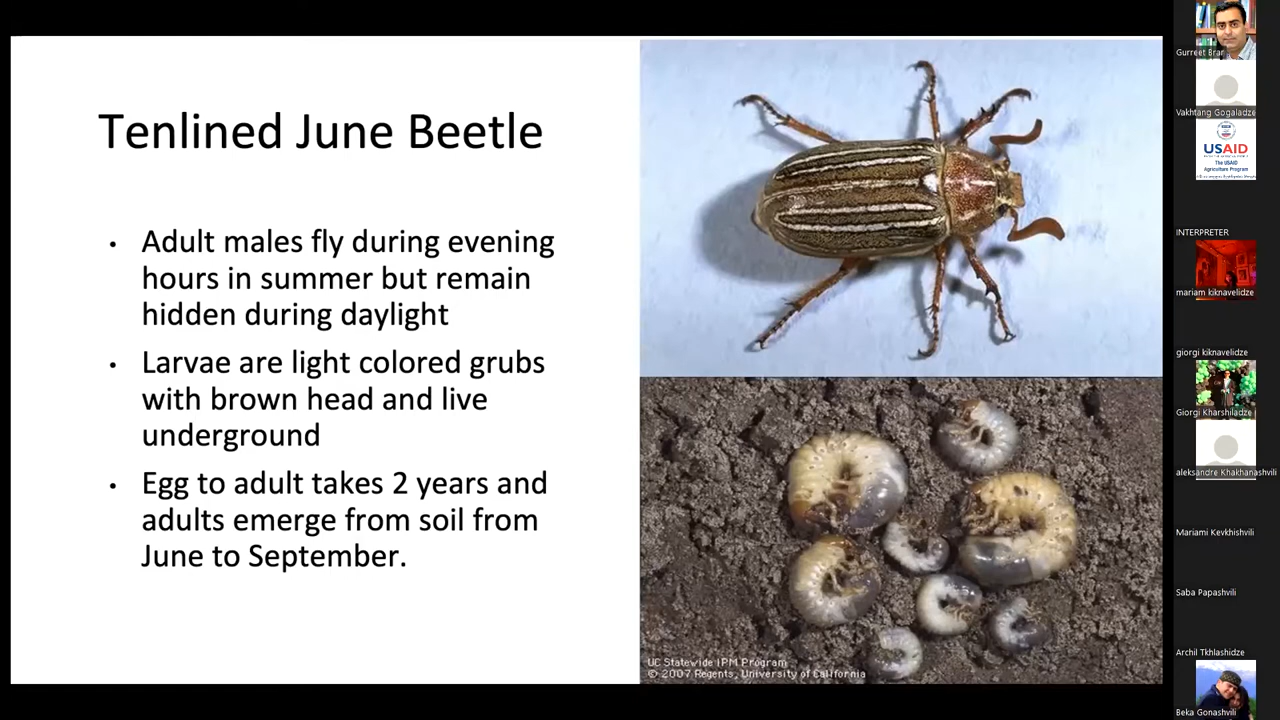 Tenlined June Beetle
• Adult males fly during evening
hours in summer but remain
hidden during daylight
• Larvae are light colored grubs
with brown head and live
underground
• Egg to adult takes 2 years and
adults emerge from soil from
June to September.
UC Statewide IPM Program
© 2007 Regents, University of California
Gurreet Brar
Vakhtang Gogaladze
USAID
The USAID
Agriculture Program
INTERPRETER
mariam kiknavelidze
giorgi kiknavelidze
Giorgi Kharshiladze
aleksandre Khakhanashvili
Mariami Kevkhishvili
Saba Papashvili
Archil Tkhlashidze
Beka Gonashvili